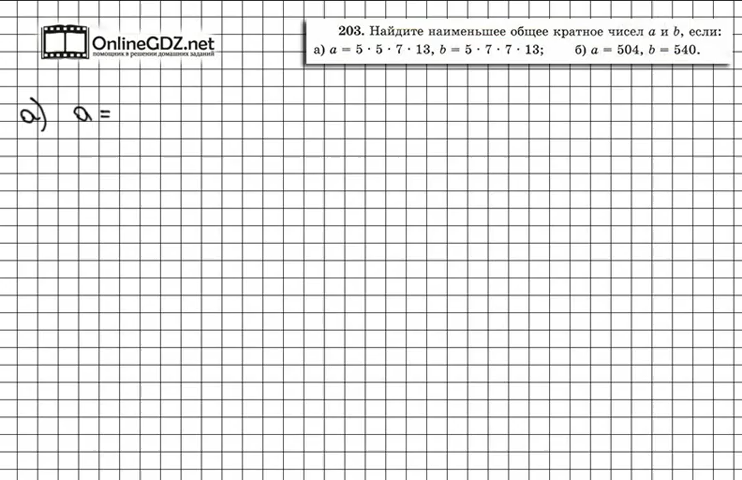 OnlineGDZ.net
помощник в решении домашних заданий
203. Найдите наименьшее общее кратное чисел a и b, если:
а) a = 5 · 5 · 7 · 13, b = 5 · 7 · 7 · 13; б) a = 504, b = 540.
а) a =